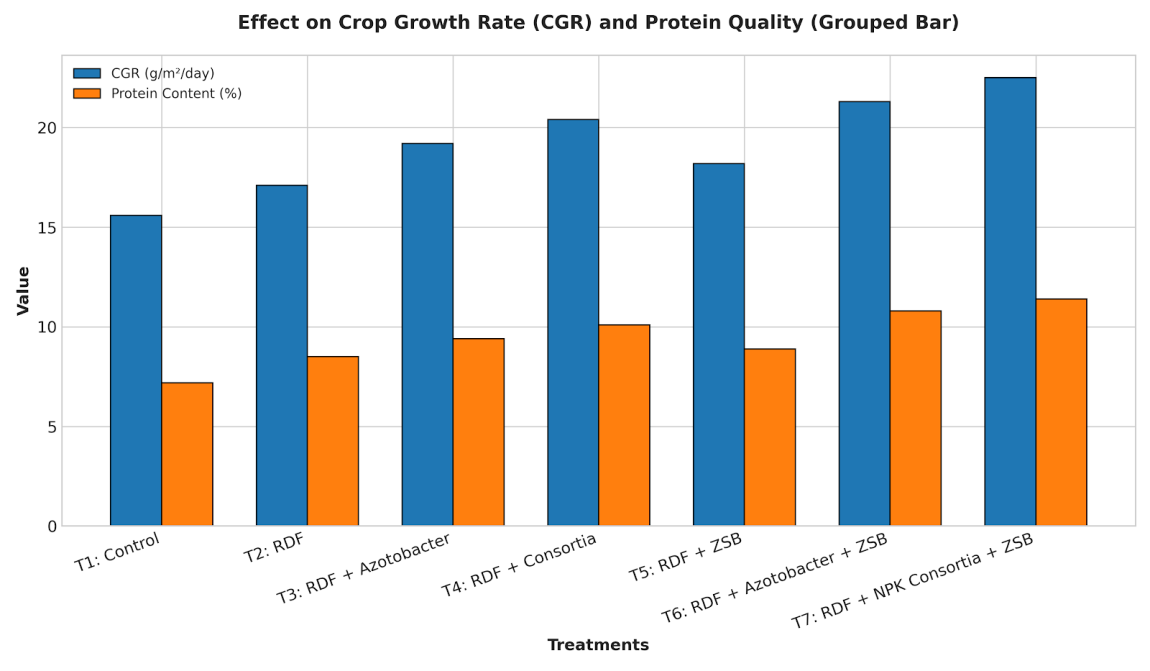 Effect on Crop Growth Rate (CGR) and Protein Quality (Grouped Bar)
CGR (g/m²/day)
Protein Content (%)
20
15
10
5
0
Value
T1: Control
T2: RDF
T3: RDF + Azotobacter
T4: RDF + Consortia
T5: RDF + ZSB
T6: RDF + Azotobacter + ZSB
T7: RDF + NPK Consortia + ZSB
Treatments